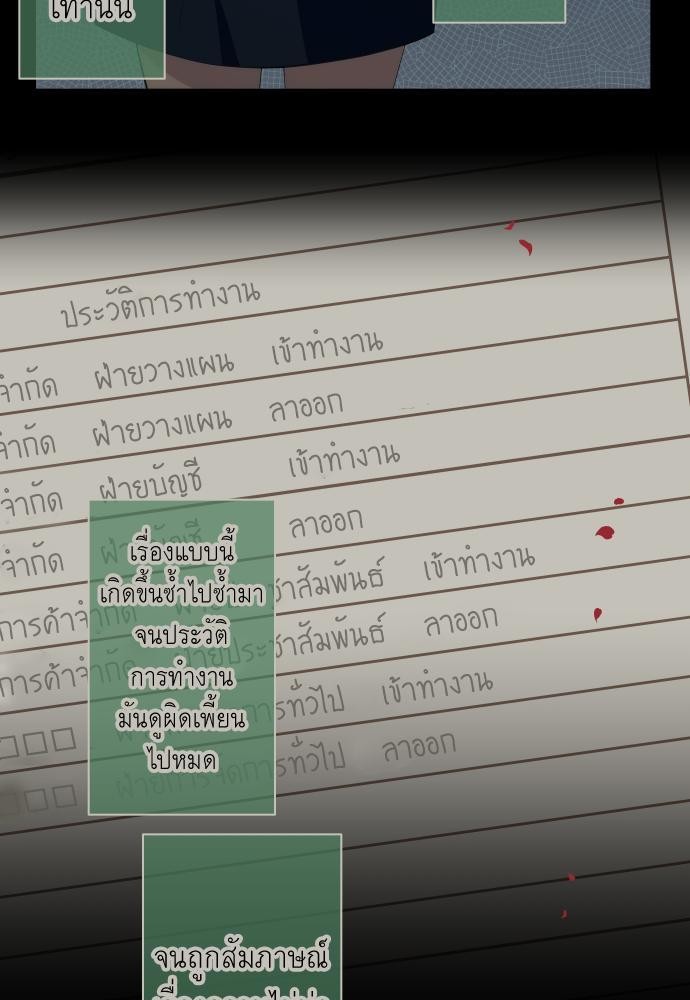 เท่านั้น
ประวัติการทำงาน
จำกัด ฝ่ายวางแผน เข้าทำงาน
จำกัด ฝ่ายวางแผน ลาออก
จำกัด ฝ่ายบัญชี เข้าทำงาน
จำกัด ฝ่ายบัญชี ลาออก
การค้าจำกัด ฝ่ายประชาสัมพันธ์ เข้าทำงาน
การค้าจำกัด ฝ่ายประชาสัมพันธ์ ลาออก
□□□ การทั่วไป เข้าทำงาน
□□□ ฝ่ายการจัดการทั่วไป ลาออก
เรื่องแบบนี้
เกิดขึ้นซ้ำไปซ้ำมา
จนประวัติ
การทำงาน
มันดูผิดเพี้ยน
ไปหมด
จนถูกสัมภาษณ์